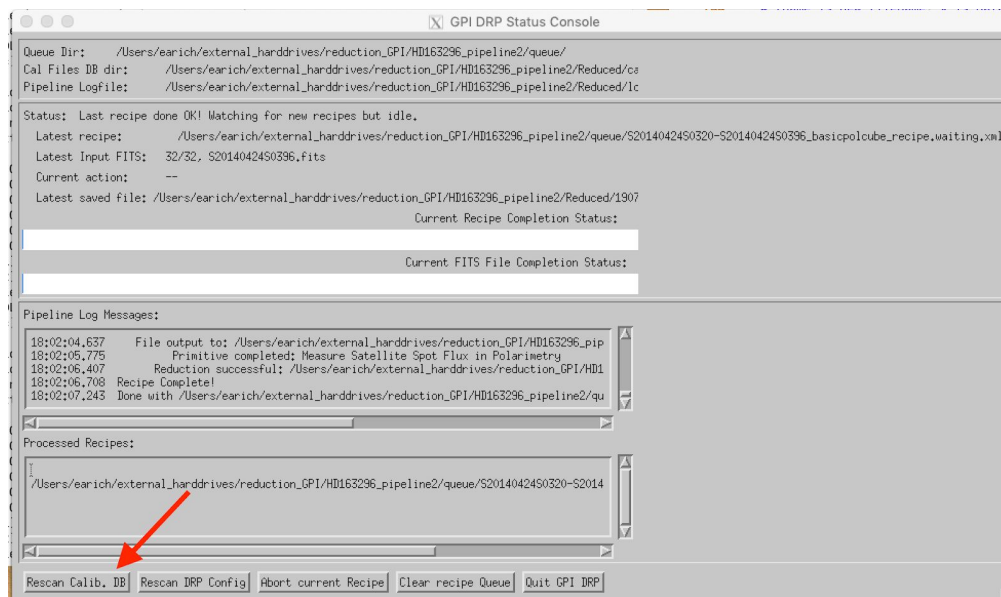 GPI DRP Status Console
Queue Dir: /Users/earich/external_harddrives/reduction_GPI/HD163296_pipeline2/queue/
Cal Files DB dir: /Users/earich/external_harddrives/reduction_GPI/HD163296_pipeline2/Reduced/ca
Pipeline Logfile: /Users/earich/external_harddrives/reduction_GPI/HD163296_pipeline2/Reduced/lo
Status: Last recipe done OK! Watching for new recipes but idle.
Latest recipe: /Users/earich/external_harddrives/reduction_GPI/HD163296_pipeline2/queue/S20140424S0320-S20140424S0396_basicpolcube_recipe.waiting.xml
Latest Input FITS: 32/32, S20140424S0396.fits
Current action: --
Latest saved file: /Users/earich/external_harddrives/reduction_GPI/HD163296_pipeline2/Reduced/1907
Current Recipe Completion Status:
Current FITS File Completion Status:
Pipeline Log Messages:
18:02:04.637 File output to: /Users/earich/external_harddrives/reduction_GPI/HD163296_pip
18:02:05.775 Primitive completed: Measure Satellite Spot Flux in Polarimetry
18:02:06.407 Reduction successful: /Users/earich/external_harddrives/reduction_GPI/HD1
18:02:06.708 Recipe Complete!
18:02:07.243 Done with /Users/earich/external_harddrives/reduction_GPI/HD163296_pipeline2/qu
Processed Recipes:
/Users/earich/external_harddrives/reduction_GPI/HD163296_pipeline2/queue/S20140424S0320-S2014
Rescan Calib. DB Rescan DRP Config Abort current Recipe Clear recipe Queue Quit GPI DRP